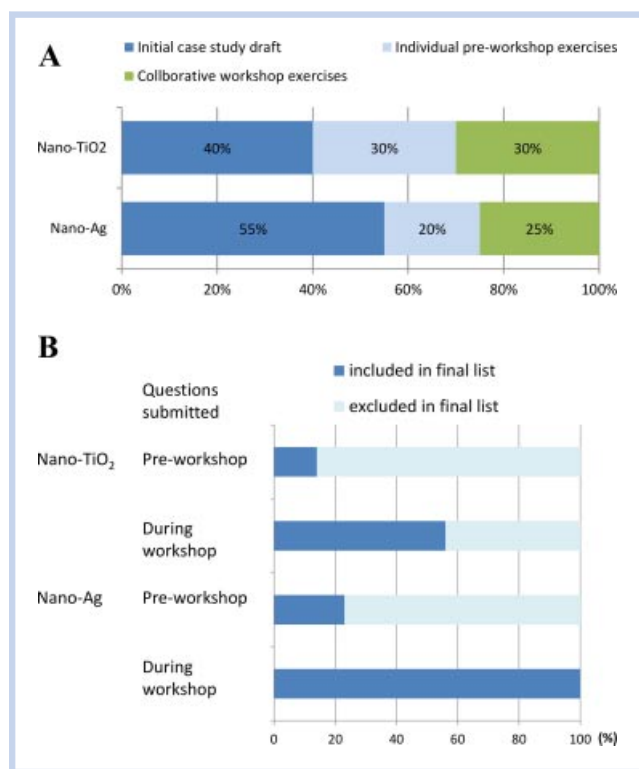 A
Initial case study draft
Individual pre-workshop exercises
Collborative workshop exercises
Nano-TiO2
40%
30%
30%
Nano-Ag
55%
20%
25%
0%
20%
40%
60%
80%
100%
B
included in final list
Questions
submitted
excluded in final list
Nano-TiO₂
Pre-workshop
During
workshop
Nano-Ag
Pre-workshop
During
workshop
0
20
40
60
80
100
(%)